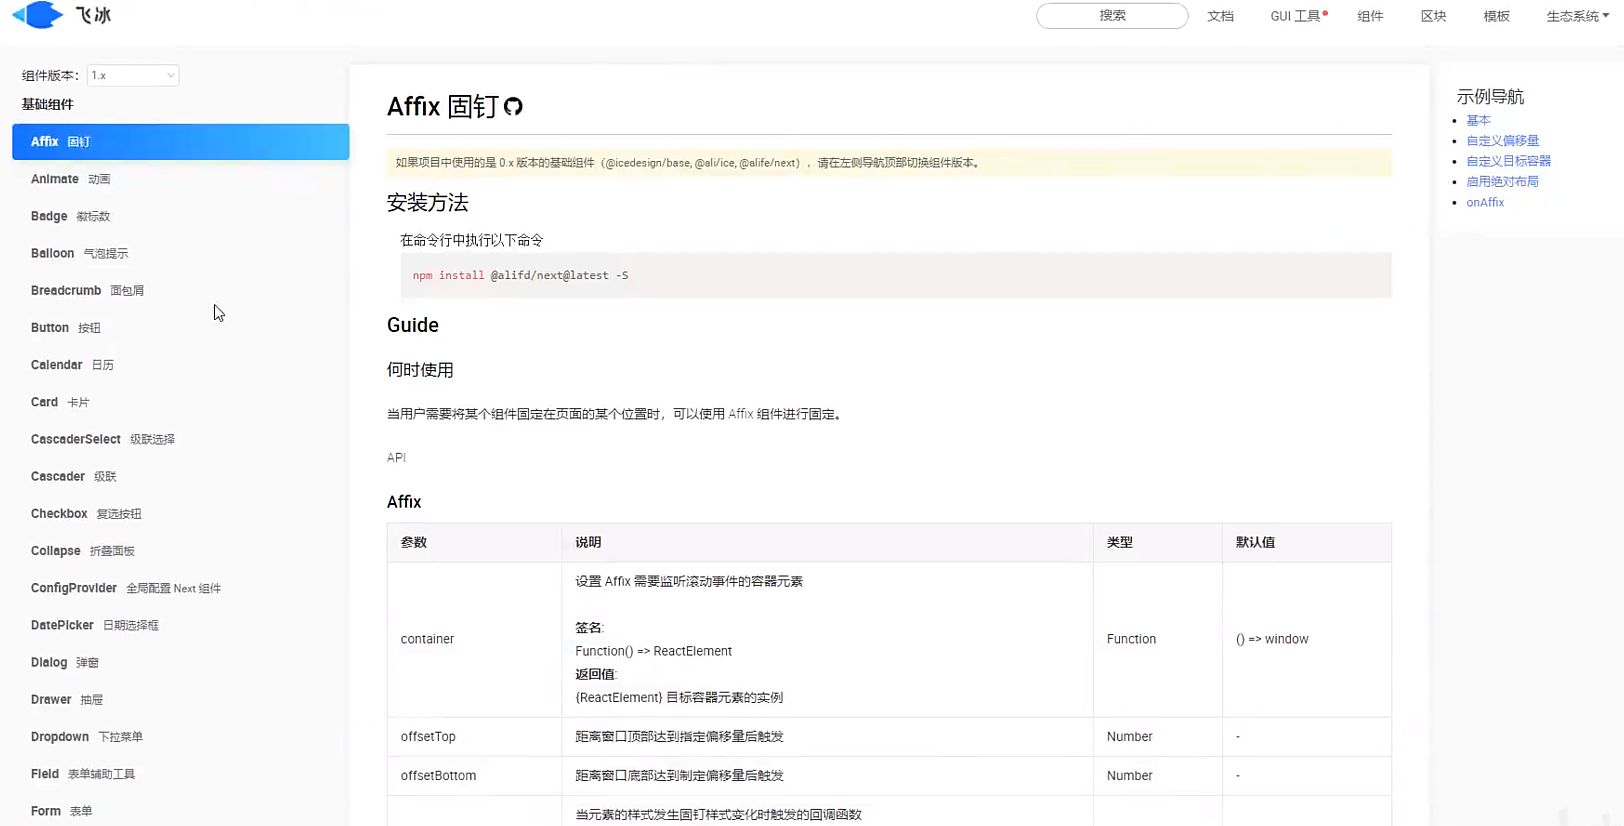 飞冰
搜索
文档
GUI 工具
组件
区块
模板
生态系统
组件版本:
1.x
基础组件
Affix 固钉
Animate 动画
Badge 徽标数
Balloon 气泡提示
Breadcrumb 面包屑
Button 按钮
Calendar 日历
Card 卡片
CascaderSelect 级联选择
Cascader 级联
Checkbox 复选按钮
Collapse 折叠面板
ConfigProvider 全局配置 Next 组件
DatePicker 日期选择框
Dialog 弹窗
Drawer 抽屉
Dropdown 下拉菜单
Field 表单辅助工具
Form 表单
Affix 固钉
如果项目中使用的是 0.x 版本的基础组件（@icedesign/base, @ali/ice, @alife/next），请在左侧导航顶部切换组件版本。
安装方法
在命令行中执行以下命令
npm install @alifd/next@latest -S
Guide
何时使用
当用户需要将某个组件固定在页面的某个位置时，可以使用 Affix 组件进行固定。
API
Affix
参数 说明 类型 默认值
设置 Affix 需要监听滚动事件的容器元素
签名:
Function() => ReactElement
返回值:
{ReactElement} 目标容器元素的实例
container
Function
() => window
offsetTop 距离窗口顶部达到指定偏移量后触发 Number -
offsetBottom 距离窗口底部达到制定偏移量后触发 Number -
当元素的样式发生固钉样式变化时触发的回调函数
示例导航
基本
自定义偏移量
自定义目标容器
启用绝对布局
onAffix